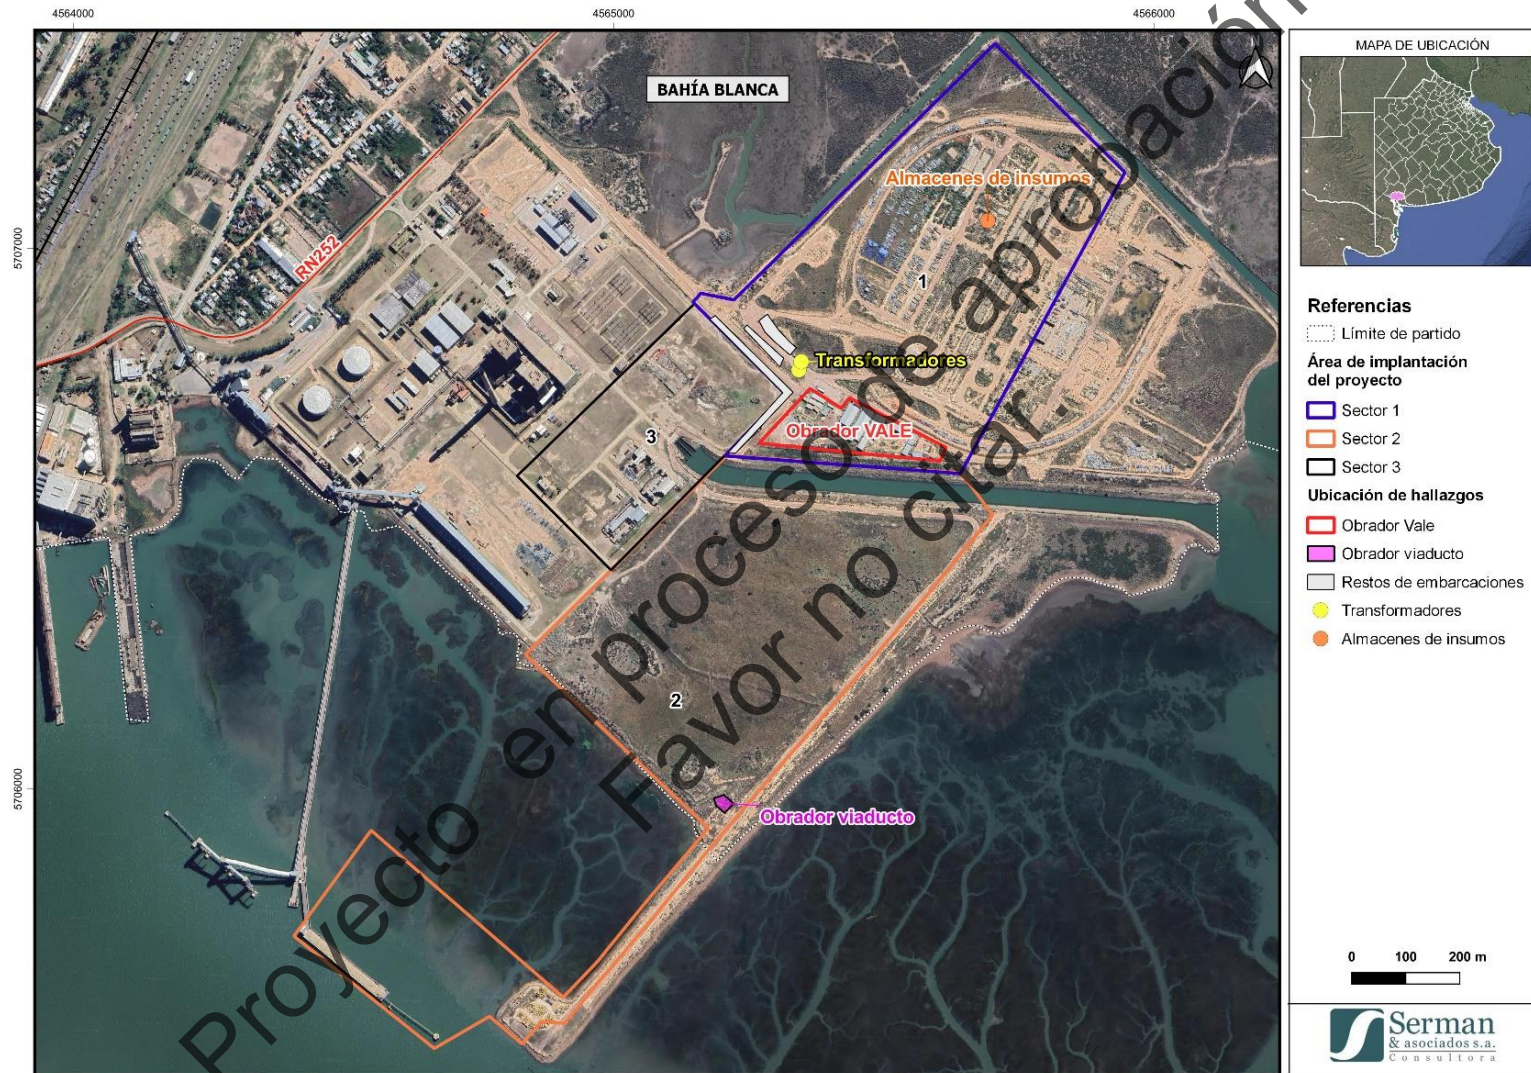 4564000
4565000
4566000
5707000
5706000
BAHÍA BLANCA
RN252
Almacenes de insumos
1
Transformadores
Obrador VALE
3
2
Obrador viaducto
Proyecto en proceso de aprobación
Favor no citar
MAPA DE UBICACIÓN
Referencias
Límite de partido
Área de implantación
del proyecto
Sector 1
Sector 2
Sector 3
Ubicación de hallazgos
Obrador Vale
Obrador viaducto
Restos de embarcaciones
Transformadores
Almacenes de insumos
0 100 200 m
Serman
& asociados s.a.
Consultora